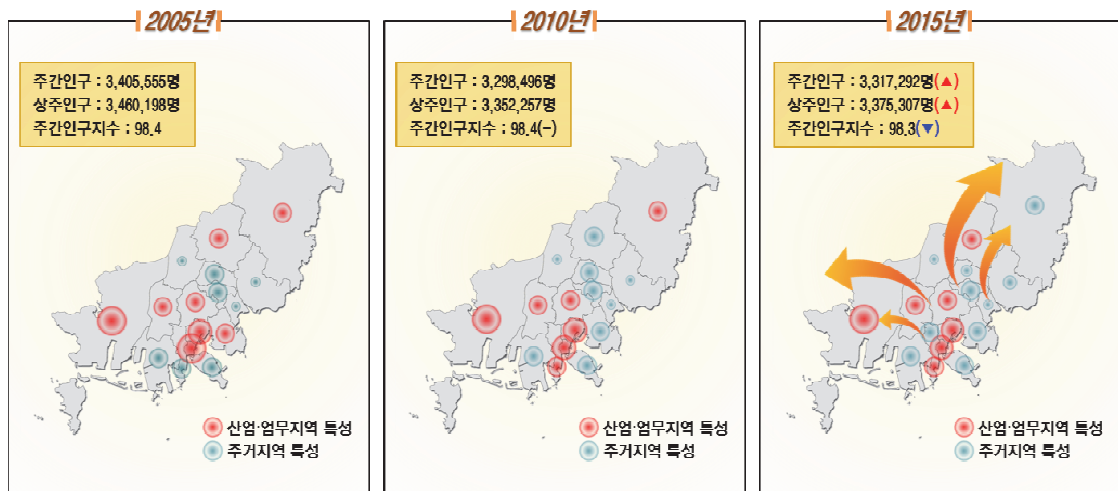 2005년
주간인구 : 3,405,555명
상주인구 : 3,460,198명
주간인구지수 : 98.4
산업·업무지역 특성
주거지역 특성
2010년
주간인구 : 3,298,496명
상주인구 : 3,352,257명
주간인구지수 : 98.4(-)
산업·업무지역 특성
주거지역 특성
2015년
주간인구 : 3,317,292명(▲)
상주인구 : 3,375,307명(▲)
주간인구지수 : 98.3(▼)
산업·업무지역 특성
주거지역 특성